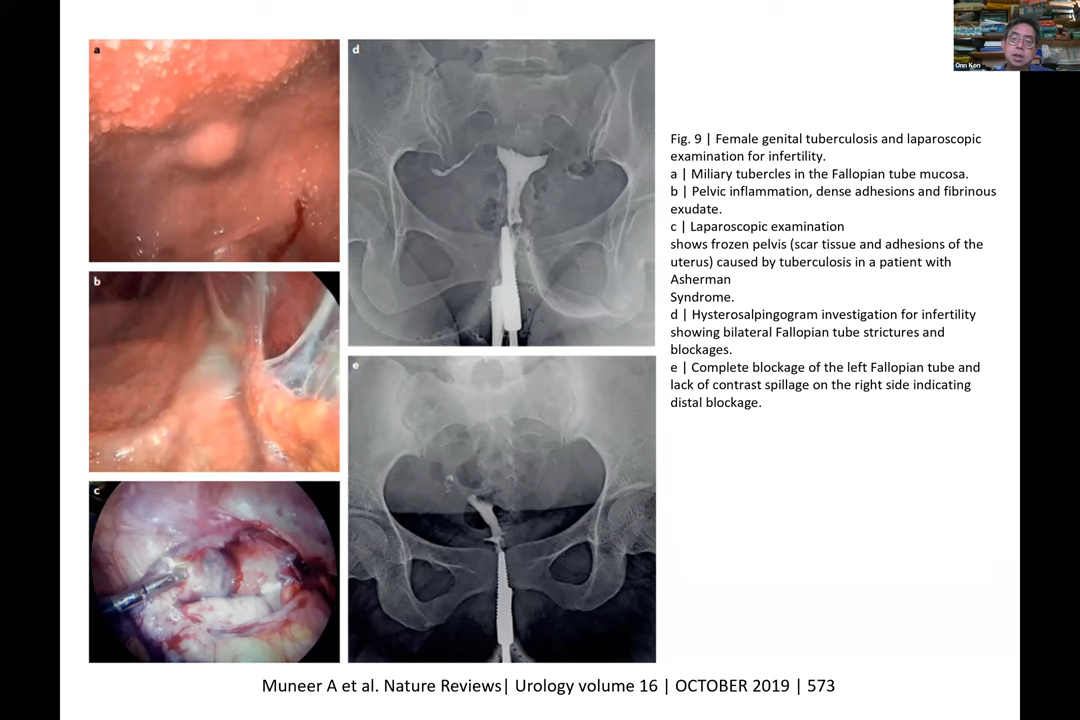 a
b
c
d
e
Onn Kon
Fig. 9 | Female genital tuberculosis and laparoscopic
examination for infertility.
a | Miliary tubercles in the Fallopian tube mucosa.
b | Pelvic inflammation, dense adhesions and fibrinous
exudate.
c | Laparoscopic examination
shows frozen pelvis (scar tissue and adhesions of the
uterus) caused by tuberculosis in a patient with
Asherman
Syndrome.
d | Hysterosalpingogram investigation for infertility
showing bilateral Fallopian tube strictures and
blockages.
e | Complete blockage of the left Fallopian tube and
lack of contrast spillage on the right side indicating
distal blockage.
Muneer A et al. Nature Reviews| Urology volume 16 | OCTOBER 2019 | 573